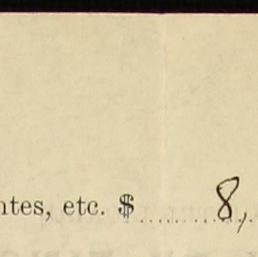 ntes, etc. $ 8,